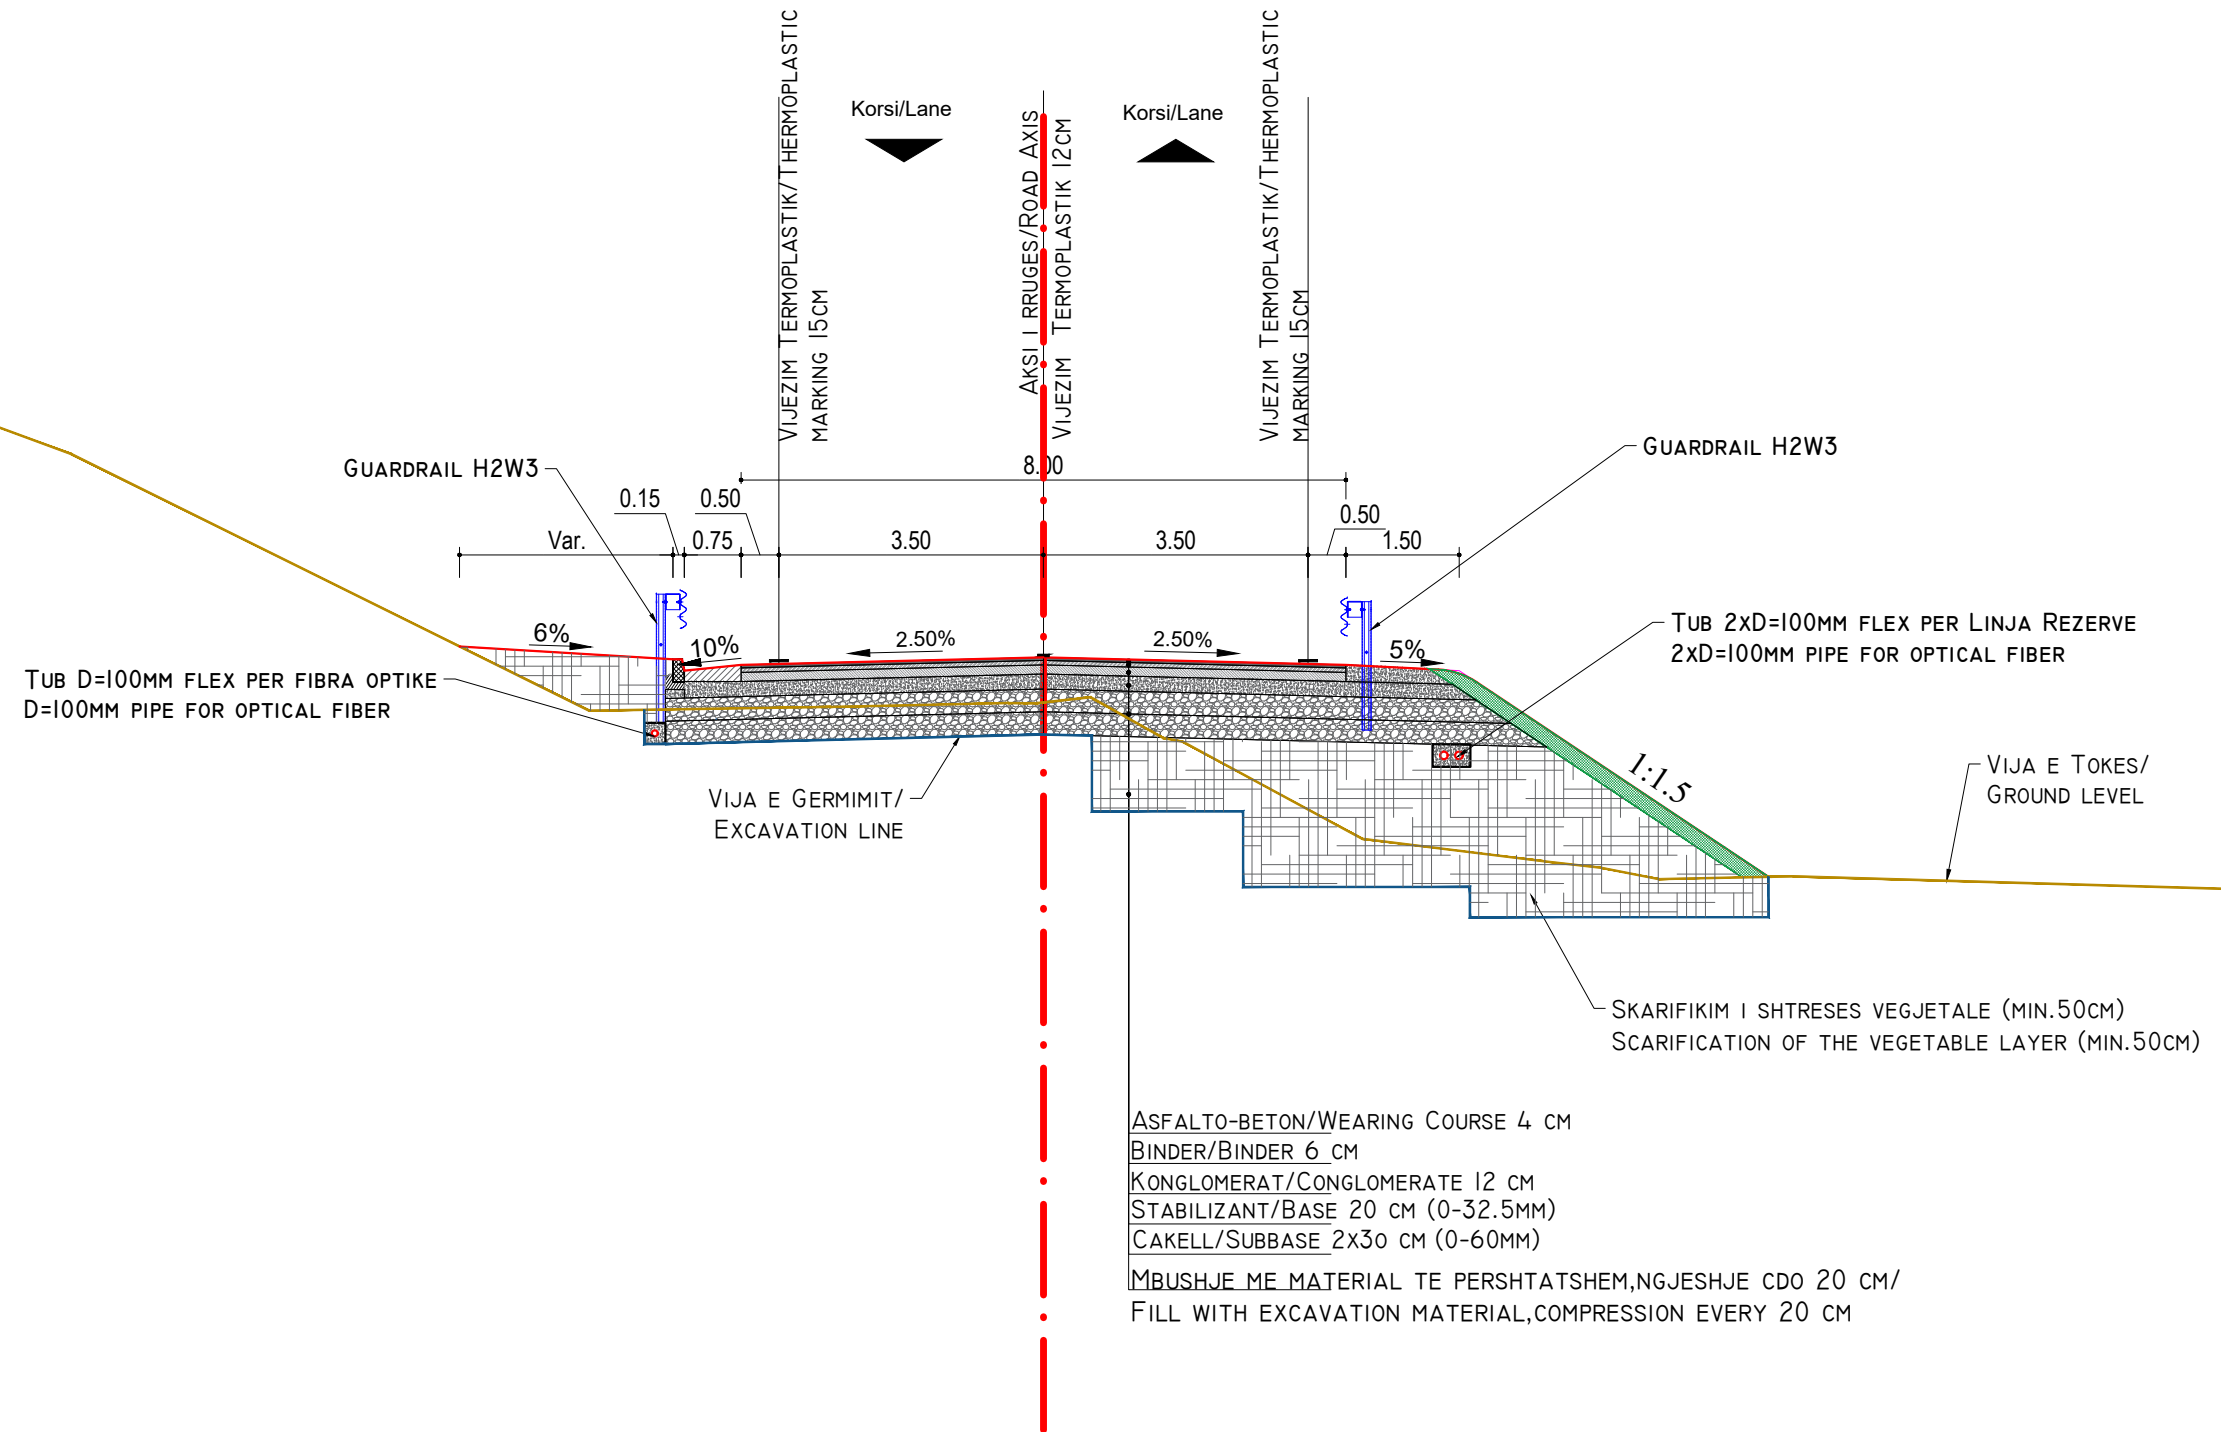 VIJEZIM TERMOPLASTIK/THERMOPLASTIC
MARKING 15CM
Korsi/Lane
AKSI I RRUGES/ROAD AXIS
VIJEZIM TERMOPLASTIK 12CM
Korsi/Lane
VIJEZIM TERMOPLASTIK/THERMOPLASTIC
MARKING 15CM
GUARDRAIL H2W3
GUARDRAIL H2W3
8.00
0.15
0.50
0.50
Var.
0.75
3.50
3.50
1.50
6%
10%
2.50%
2.50%
5%
TUB 2XD=100MM FLEX PER LINJA REZERVE
2XD=100MM PIPE FOR OPTICAL FIBER
TUB D=100MM FLEX PER FIBRA OPTIKE
D=100MM PIPE FOR OPTICAL FIBER
VIJA E GERMIMIT/
EXCAVATION LINE
1:1.5
VIJA E TOKES/
GROUND LEVEL
SKARIFIKIM I SHTRESES VEGJETALE (MIN.50CM)
SCARIFICATION OF THE VEGETABLE LAYER (MIN.50CM)
ASFALTO-BETON/WEARING COURSE 4 CM
BINDER/BINDER 6 CM
KONGLOMERAT/CONGLOMERATE 12 CM
STABILIZANT/BASE 20 CM (0-32.5MM)
CAKELL/SUBBASE 2X30 CM (0-60MM)
MBUSHJE ME MATERIAL TE PERSHTATSHEM,NGJESHJE CDO 20 CM/
FILL WITH EXCAVATION MATERIAL,COMPRESSION EVERY 20 CM